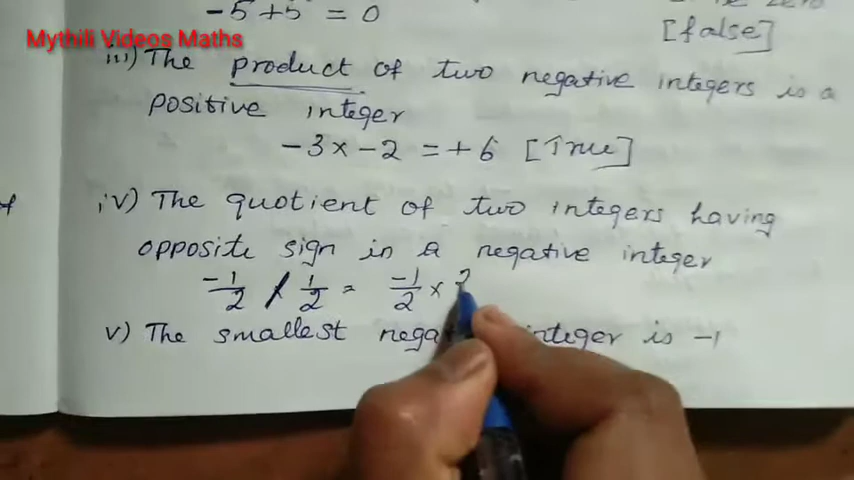 -5 +5 = 0
[false]
Mythili Videos Maths
iii) The product of two negative integers is a
positive integer
-3 x -2 = +6 [True]
iv) The quotient of two integers having
opposite sign in a negative integer
-1/2 / 1/2 = -1/2 x 2
v) The smallest integer is -1